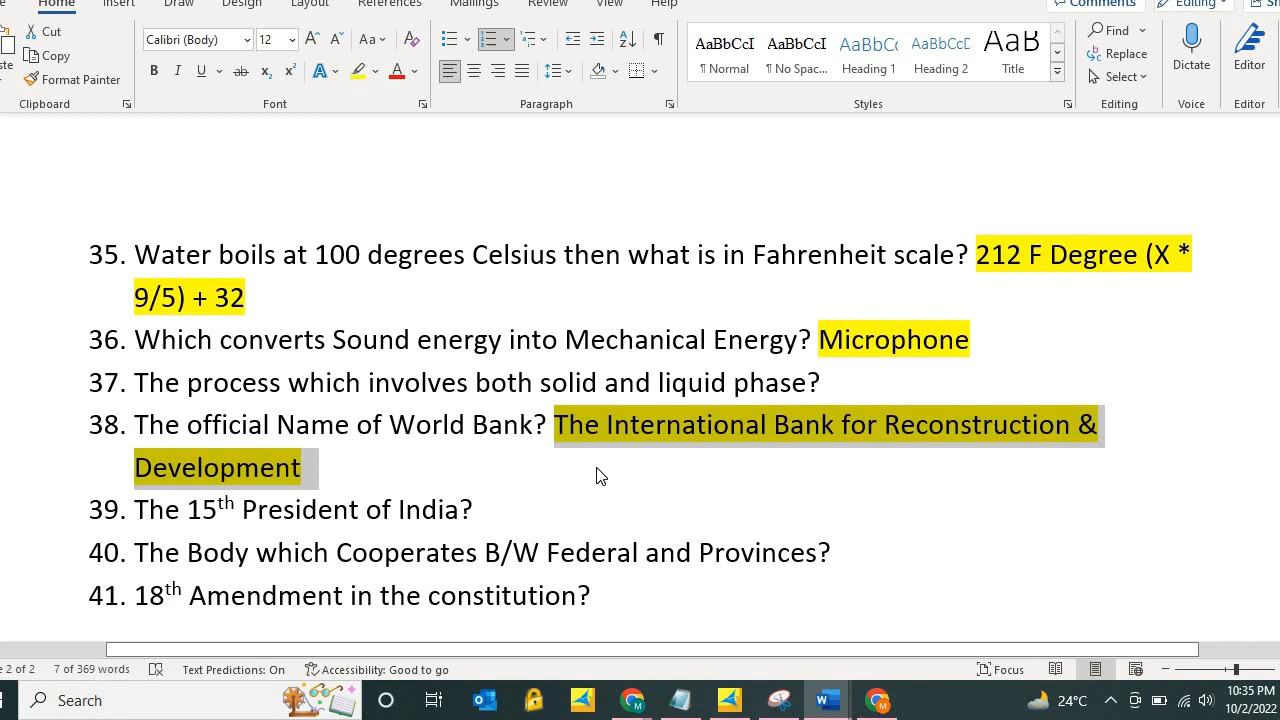 Home Insert Draw Design Layout References Mailings Review View Help Comments Editing
Cut
Copy
Format Painter
Clipboard
Calibri (Body) 12
Font
Paragraph
AaBbCcI AaBbCcI AaBbC AaBbCcD AaB
¶ Normal ¶ No Spac... Heading 1 Heading 2 Title
Styles
Find
Replace
Select
Editing
Dictate
Voice
Editor
Editor
35. Water boils at 100 degrees Celsius then what is in Fahrenheit scale? 212 F Degree (X *
9/5) + 32
36. Which converts Sound energy into Mechanical Energy? Microphone
37. The process which involves both solid and liquid phase?
38. The official Name of World Bank? The International Bank for Reconstruction &
Development
39. The 15th President of India?
40. The Body which Cooperates B/W Federal and Provinces?
41. 18th Amendment in the constitution?
2 of 2 7 of 369 words Text Predictions: On Accessibility: Good to go Focus
Search 24°C 10:35 PM
10/2/2022